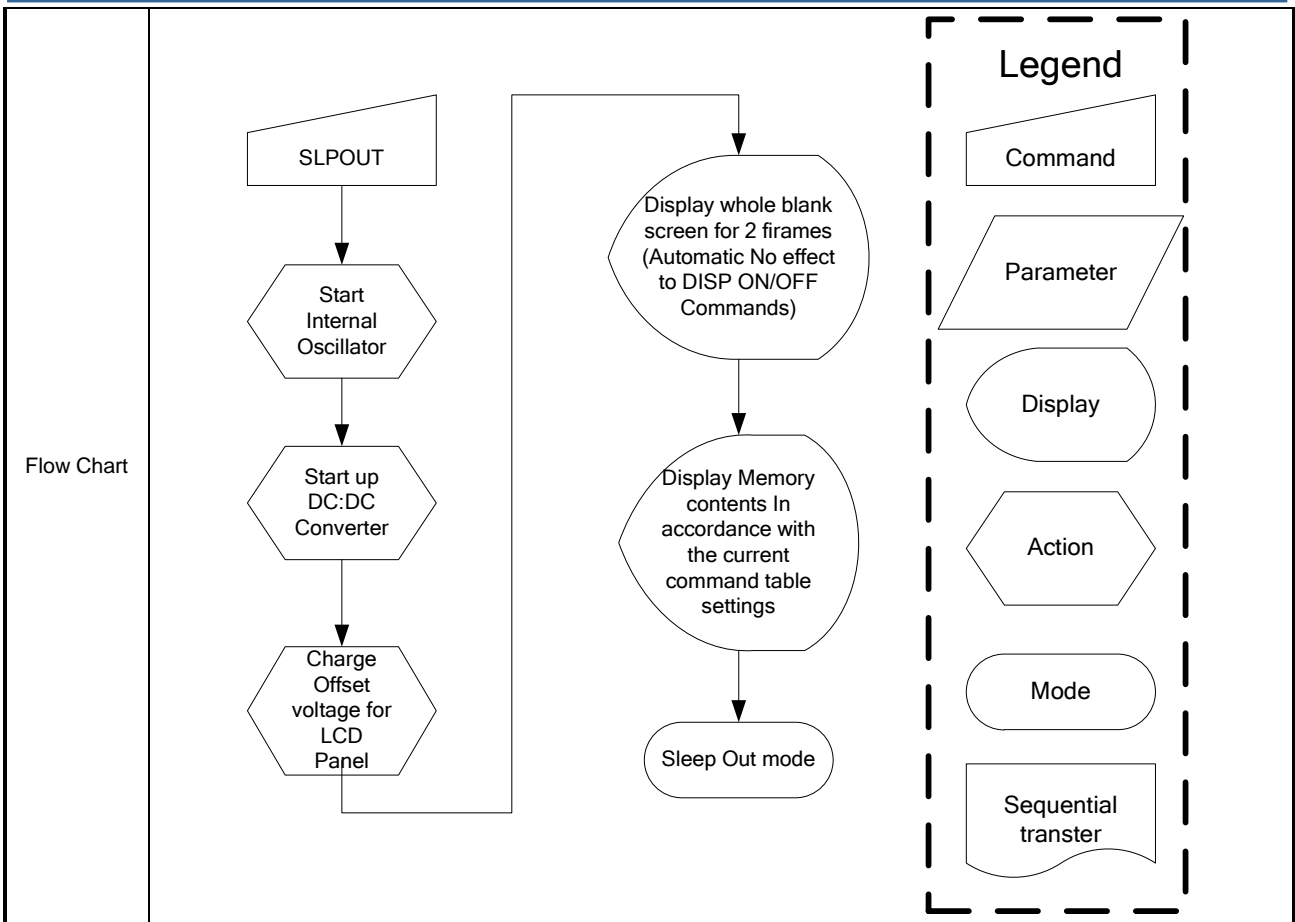 Flow Chart
SLPOUT
Start
Internal
Oscillator
Start up
DC:DC
Converter
Charge
Offset
voltage for
LCD
Panel
Display whole blank
screen for 2 firames
(Automatic No effect
to DISP ON/OFF
Commands)
Display Memory
contents In
accordance with
the current
command table
settings
Sleep Out mode
Legend
Command
Parameter
Display
Action
Mode
Sequential
transter